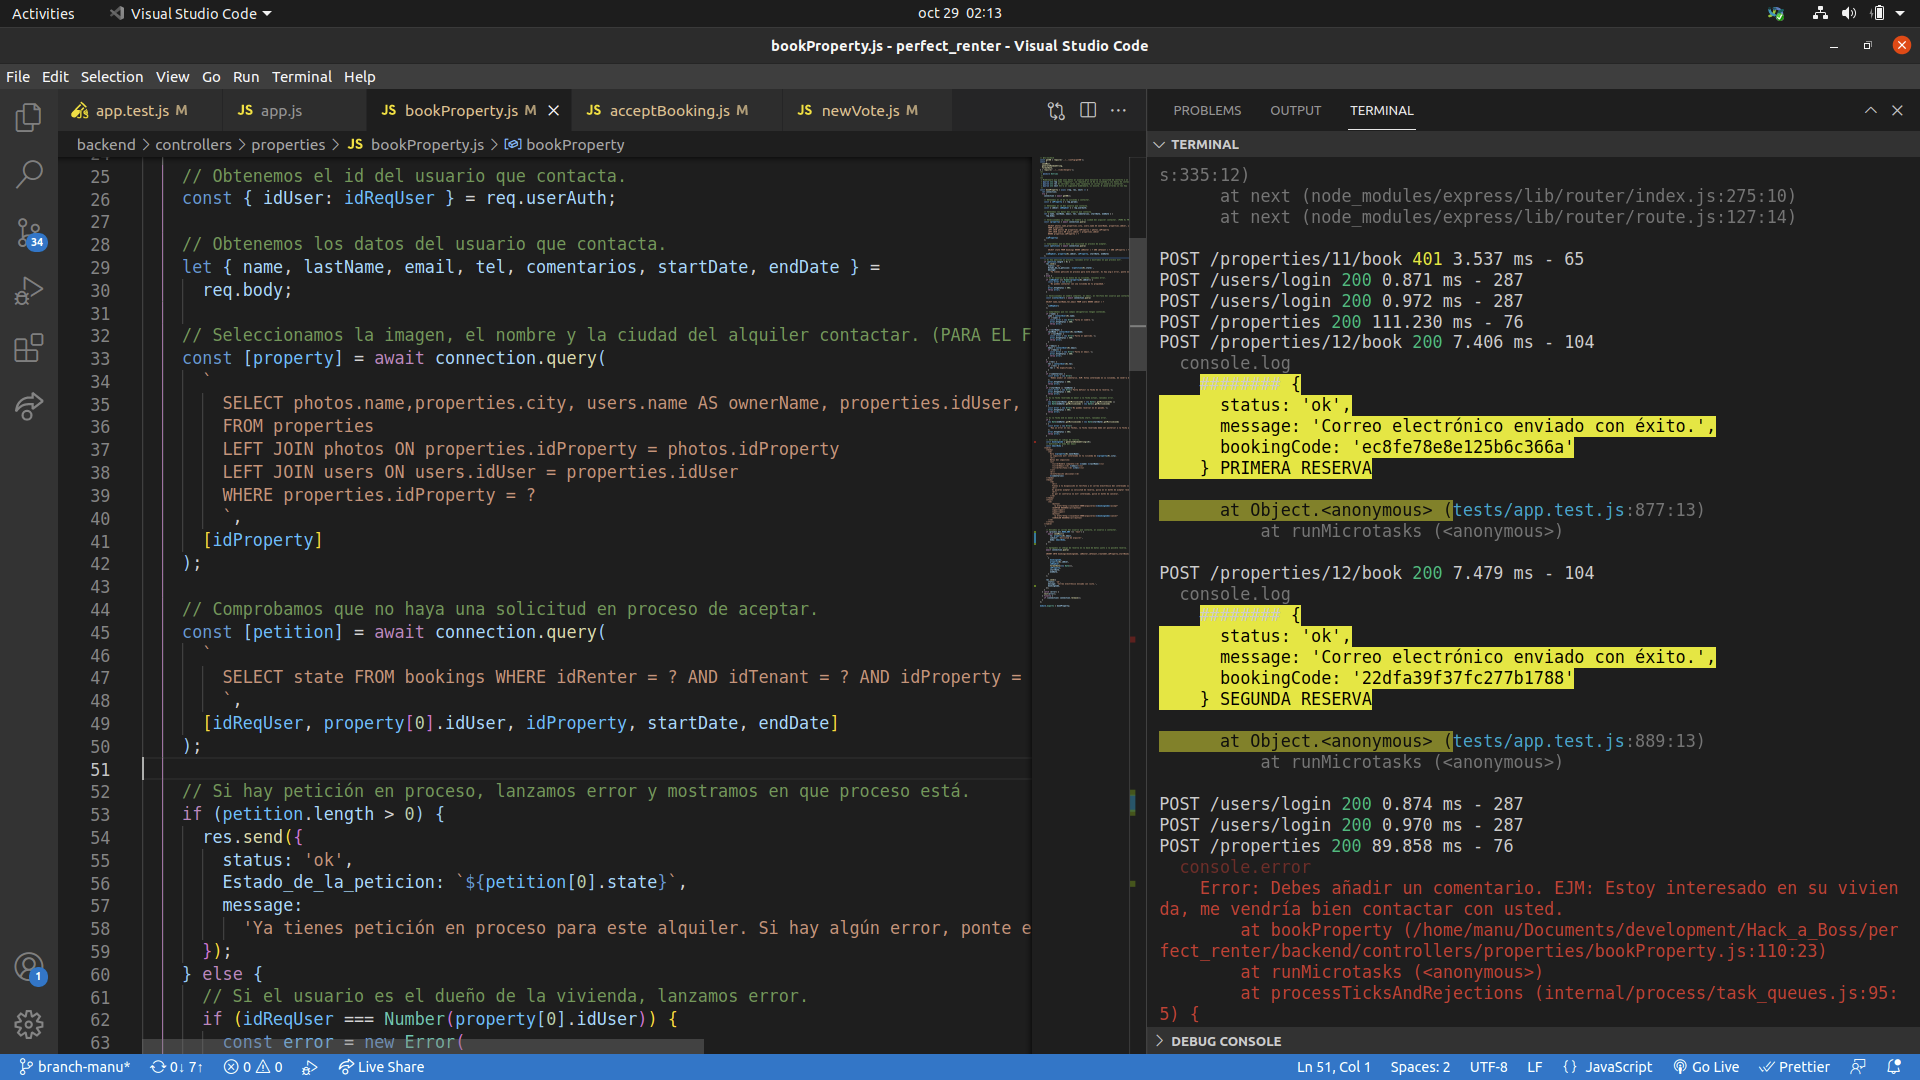 Activities
Visual Studio Code
oct 29 02:13
bookProperty.js - perfect_renter - Visual Studio Code
File Edit Selection View Go Run Terminal Help
app.test.js M
JS app.js
JS bookProperty.js M
JS acceptBooking.js M
JS newVote.js M
backend > controllers > properties > JS bookProperty.js > bookProperty
25 // Obtenemos el id del usuario que contacta.
26 const { idUser: idReqUser } = req.userAuth;
27
28 // Obtenemos los datos del usuario que contacta.
29 let { name, lastName, email, tel, comentarios, startDate, endDate } =
30 req.body;
31
32 // Seleccionamos la imagen, el nombre y la ciudad del alquiler contactar. (PARA EL F
33 const [property] = await connection.query(
34 `
35 SELECT photos.name,properties.city, users.name AS ownerName, properties.idUser,
36 FROM properties
37 LEFT JOIN photos ON properties.idProperty = photos.idProperty
38 LEFT JOIN users ON users.idUser = properties.idUser
39 WHERE properties.idProperty = ?
40 `,
41 [idProperty]
42 );
43
44 // Comprobamos que no haya una solicitud en proceso de aceptar.
45 const [petition] = await connection.query(
46 `
47 SELECT state FROM bookings WHERE idRenter = ? AND idTenant = ? AND idProperty =
48 `,
49 [idReqUser, property[0].idUser, idProperty, startDate, endDate]
50 );
51
52 // Si hay petición en proceso, lanzamos error y mostramos en que proceso está.
53 if (petition.length > 0) {
54 res.send({
55 status: 'ok',
56 Estado_de_la_peticion: `${petition[0].state}`,
57 message:
58 'Ya tienes petición en proceso para este alquiler. Si hay algún error, ponte e
59 });
60 } else {
61 // Si el usuario es el dueño de la vivienda, lanzamos error.
62 if (idReqUser === Number(property[0].idUser)) {
63 const error = new Error(
34
1
PROBLEMS OUTPUT TERMINAL
TERMINAL
s:335:12)
at next (node_modules/express/lib/router/index.js:275:10)
at next (node_modules/express/lib/router/route.js:127:14)
POST /properties/11/book 401 3.537 ms - 65
POST /users/login 200 0.871 ms - 287
POST /users/login 200 0.972 ms - 287
POST /properties 200 111.230 ms - 76
POST /properties/12/book 200 7.406 ms - 104
console.log
######## {
status: 'ok',
message: 'Correo electrónico enviado con éxito.',
bookingCode: 'ec8fe78e8e125b6c366a'
} PRIMERA RESERVA
at Object.<anonymous> (tests/app.test.js:877:13)
at runMicrotasks (<anonymous>)
POST /properties/12/book 200 7.479 ms - 104
console.log
######## {
status: 'ok',
message: 'Correo electrónico enviado con éxito.',
bookingCode: '22dfa39f37fc277b1788'
} SEGUNDA RESERVA
at Object.<anonymous> (tests/app.test.js:889:13)
at runMicrotasks (<anonymous>)
POST /users/login 200 0.874 ms - 287
POST /users/login 200 0.970 ms - 287
POST /properties 200 89.858 ms - 76
console.error
Error: Debes añadir un comentario. EJM: Estoy interesado en su vivien
da, me vendría bien contactar con usted.
at bookProperty (/home/manu/Documents/development/Hack_a_Boss/per
fect_renter/backend/controllers/properties/bookProperty.js:110:23)
at runMicrotasks (<anonymous>)
at processTicksAndRejections (internal/process/task_queues.js:95:
5) {
DEBUG CONSOLE
branch-manu* 0↓ 7↑ 0 0 Live Share
Ln 51, Col 1 Spaces: 2 UTF-8 LF {} JavaScript Go Live Prettier